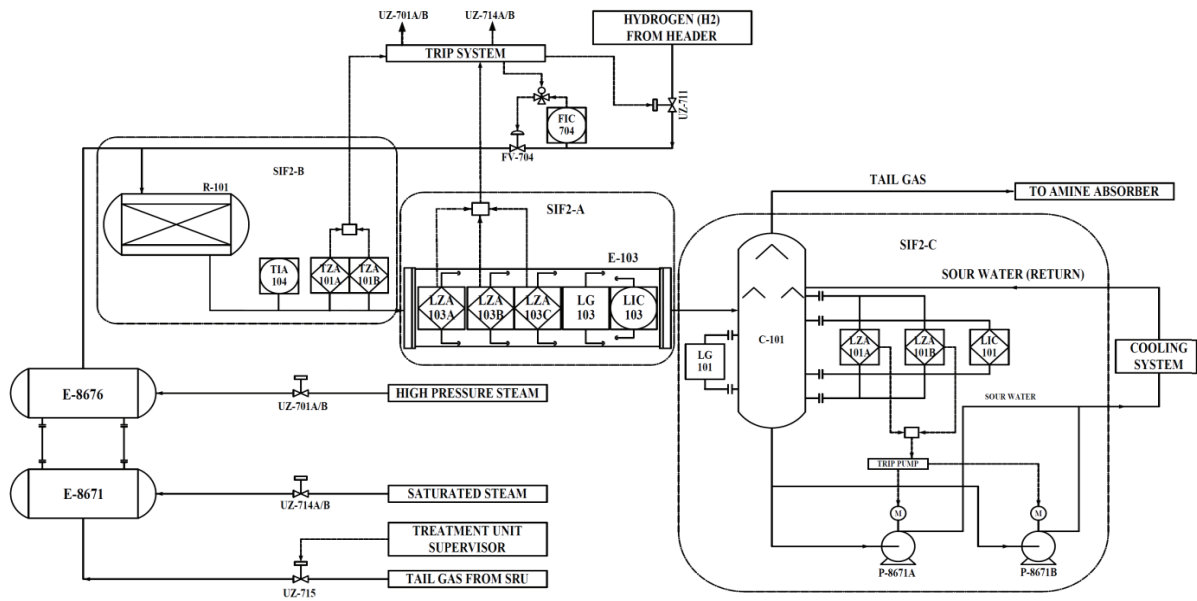 UZ-701A/B
UZ-714A/B
HYDROGEN (H2)
FROM HEADER
TRIP SYSTEM
FIC
704
UZ-711
FV-704
SIF2-B
R-101
TIA
104
TZA
101A
TZA
101B
SIF2-A
E-103
LZA
103A
LZA
103B
LZA
103C
LG
103
LIC
103
TAIL GAS
TO AMINE ABSORBER
SIF2-C
SOUR WATER (RETURN)
C-101
LG
101
LZA
101A
LZA
101B
LIC
101
COOLING
SYSTEM
SOUR WATER
TRIP PUMP
M
M
P-8671A
P-8671B
E-8676
UZ-701A/B
HIGH PRESSURE STEAM
E-8671
UZ-714A/B
SATURATED STEAM
TREATMENT UNIT
SUPERVISOR
UZ-715
TAIL GAS FROM SRU